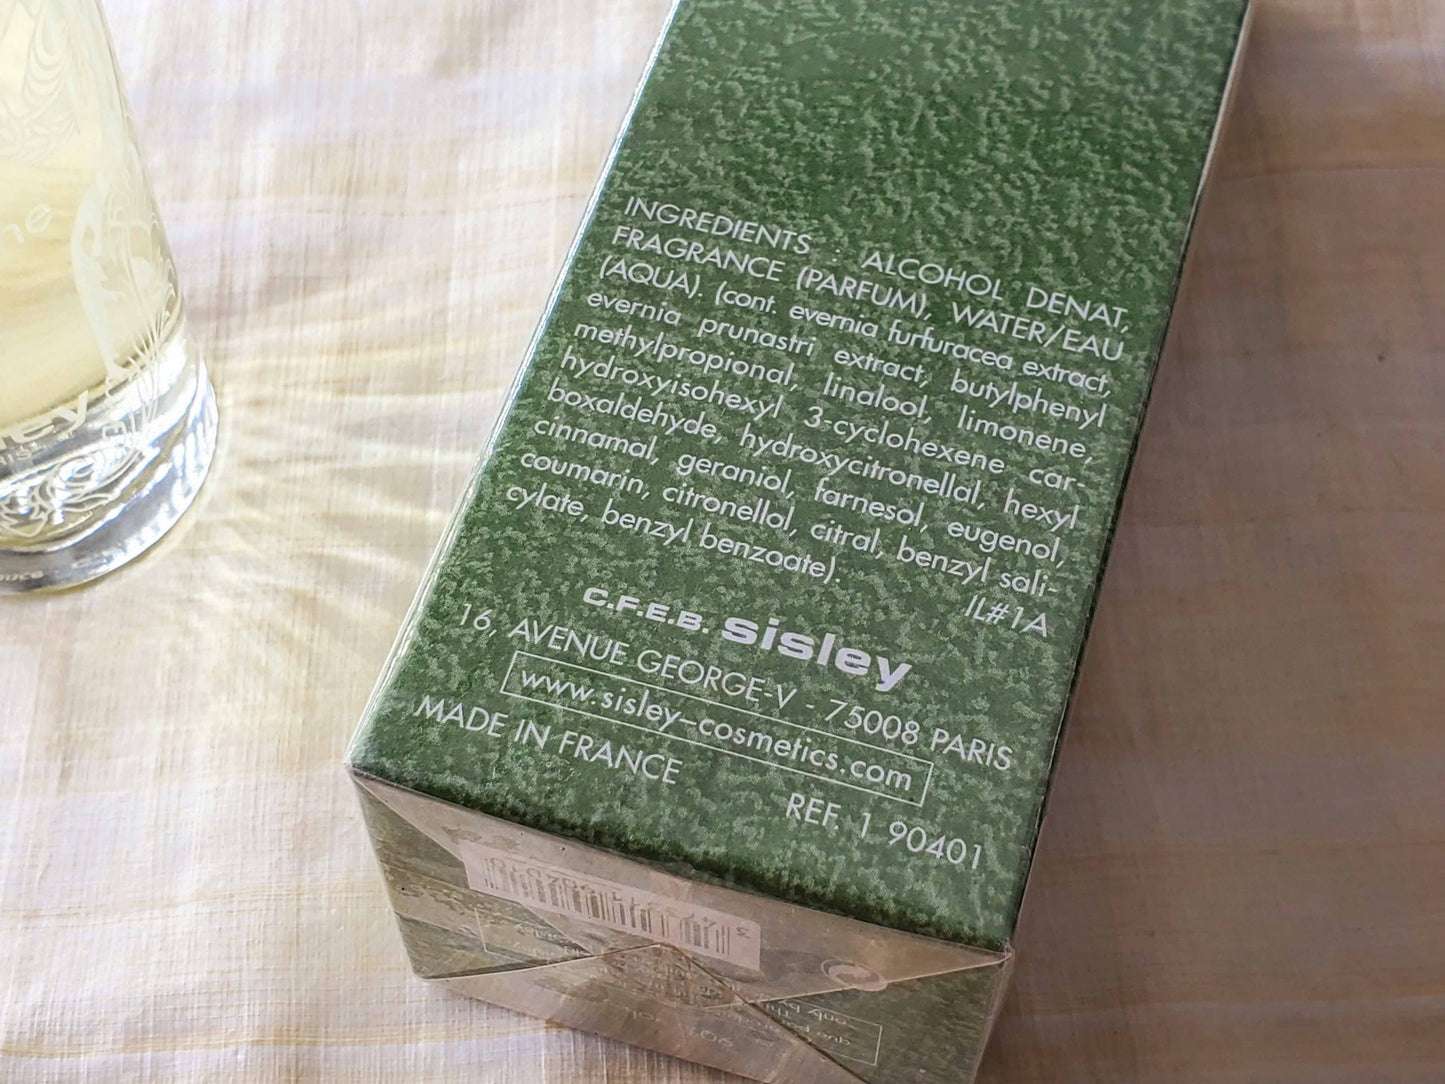 INGREDIENTS : ALCOHOL DENAT,
FRAGRANCE (PARFUM), WATER/EAU
(AQUA). (cont. evernia furfuracea extract,
evernia prunastri extract, butylphenyl
methylpropional, linalool, limonene,
hydroxyisohexyl 3-cyclohexene car-
boxaldehyde, hydroxycitronellal, hexyl
cinnamal, geraniol, farnesol, eugenol,
coumarin, citronellol, citral, benzyl sali-
cylate, benzyl benzoate).
IL#1A
C.F.E.B. sisley
16, AVENUE GEORGE-V - 75008 PARIS
www.sisley-cosmetics.com
MADE IN FRANCE
REF. 1 90401